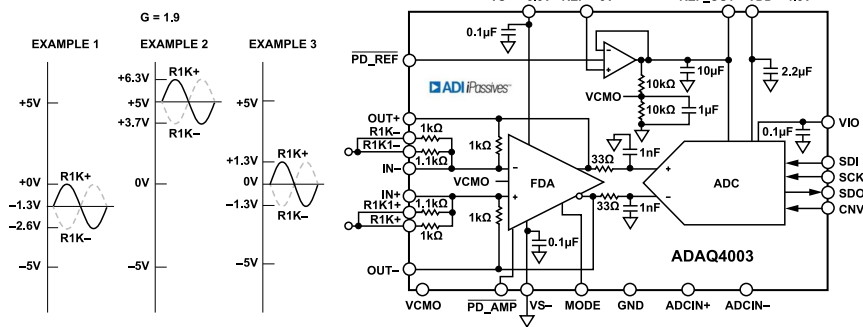 G = 1.9
EXAMPLE 1
EXAMPLE 2
EXAMPLE 3
+5V
+0V
−1.3V
−2.6V
−5V
R1K+
R1K−
+6.3V
+5V
+3.7V
0V
−5V
R1K+
R1K−
+5V
+1.3V
0V
−1.3V
−5V
R1K+
R1K−
0.1µF
PD_REF
ADI iPassives™
10kΩ
10µF
2.2µF
VCMO
10kΩ
1µF
OUT+
R1K−
1kΩ
R1K1−
1.1kΩ
IN−
1kΩ
VCMO
FDA
33Ω
1nF
0.1µF
VIO
ADC
SDI
SCK
SDO
CNV
IN+
R1K1+
1.1kΩ
R1K+
1kΩ
1kΩ
33Ω
1nF
0.1µF
OUT−
ADAQ4003
VCMO
PD_AMP
VS−
MODE
GND
ADCIN+
ADCIN−